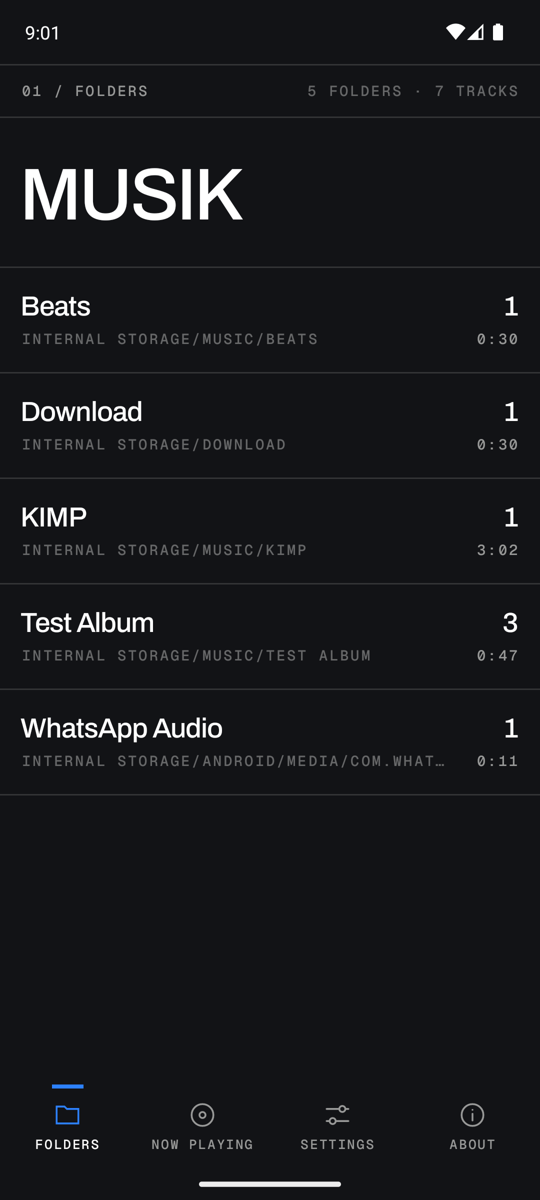 9:01
01 / FOLDERS
5 FOLDERS · 7 TRACKS
MUSIK
Beats
1
INTERNAL STORAGE/MUSIC/BEATS
0:30
Download
1
INTERNAL STORAGE/DOWNLOAD
0:30
KIMP
1
INTERNAL STORAGE/MUSIC/KIMP
3:02
Test Album
3
INTERNAL STORAGE/MUSIC/TEST ALBUM
0:47
WhatsApp Audio
1
INTERNAL STORAGE/ANDROID/MEDIA/COM.WHAT…
0:11
FOLDERS
NOW PLAYING
SETTINGS
ABOUT